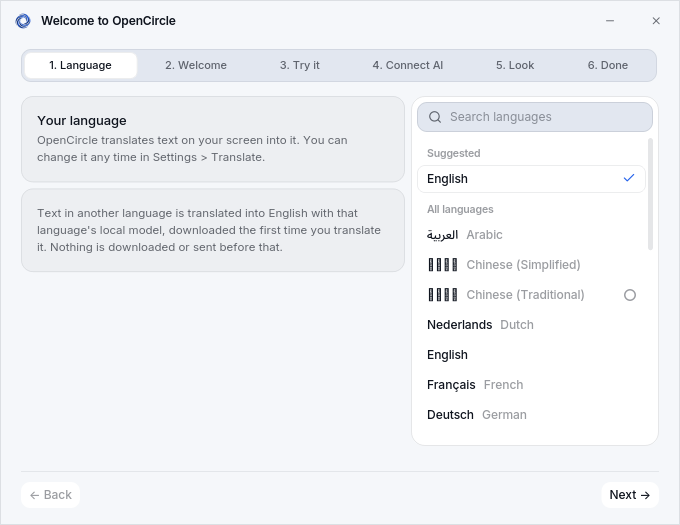 Welcome to OpenCircle
1. Language
2. Welcome
3. Try it
4. Connect AI
5. Look
6. Done
Your language
OpenCircle translates text on your screen into it. You can
change it any time in Settings > Translate.
Text in another language is translated into English with that
language's local model, downloaded the first time you translate
it. Nothing is downloaded or sent before that.
Search languages
Suggested
English
All languages
العربية Arabic
Chinese (Simplified)
Chinese (Traditional)
Nederlands Dutch
English
Français French
Deutsch German
← Back
Next →